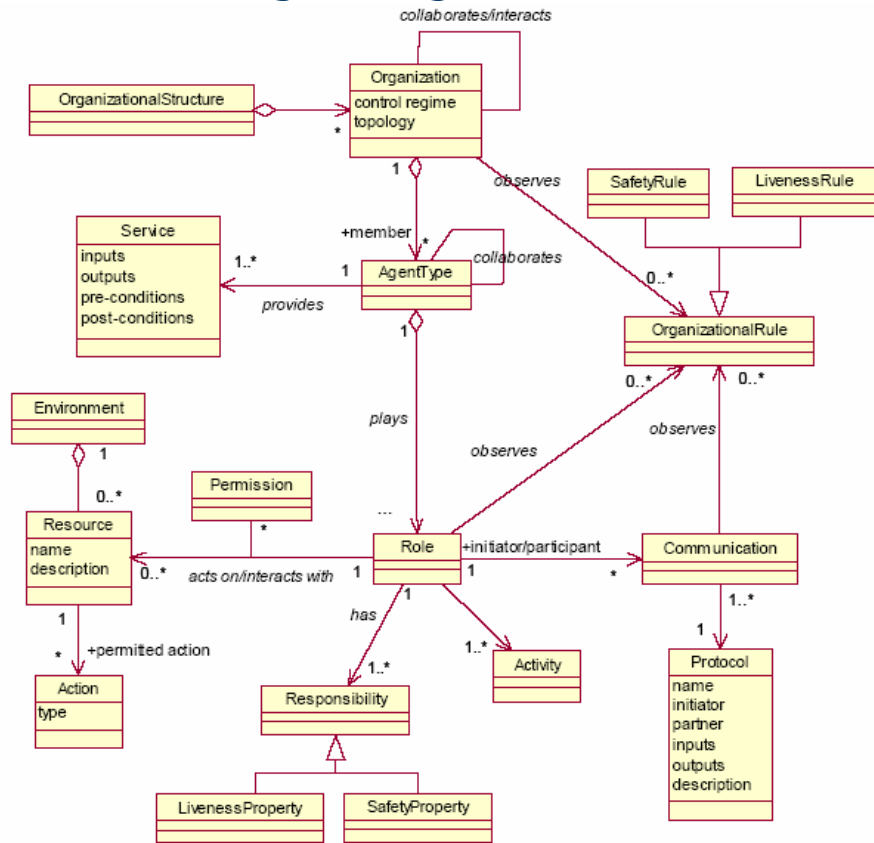 collaborates/interacts
Organization
control regime
topology
OrganizationalStructure
*
1
observes
SafetyRule
LivenessRule
+member
*
collaborates
Service
inputs
outputs
pre-conditions
post-conditions
1..*
1
AgentType
provides
1
0..*
OrganizationalRule
0..*
0..*
Environment
1
plays
observes
observes
0..*
Permission
*
...
Resource
name
description
0..*
acts on/interacts with
1
Role
+initiator/participant
1
*
Communication
1
1
has
1..*
1
*
+permitted action
1..*
1..*
Activity
Protocol
name
initiator
partner
inputs
outputs
description
Action
type
Responsibility
LivenessProperty
SafetyProperty